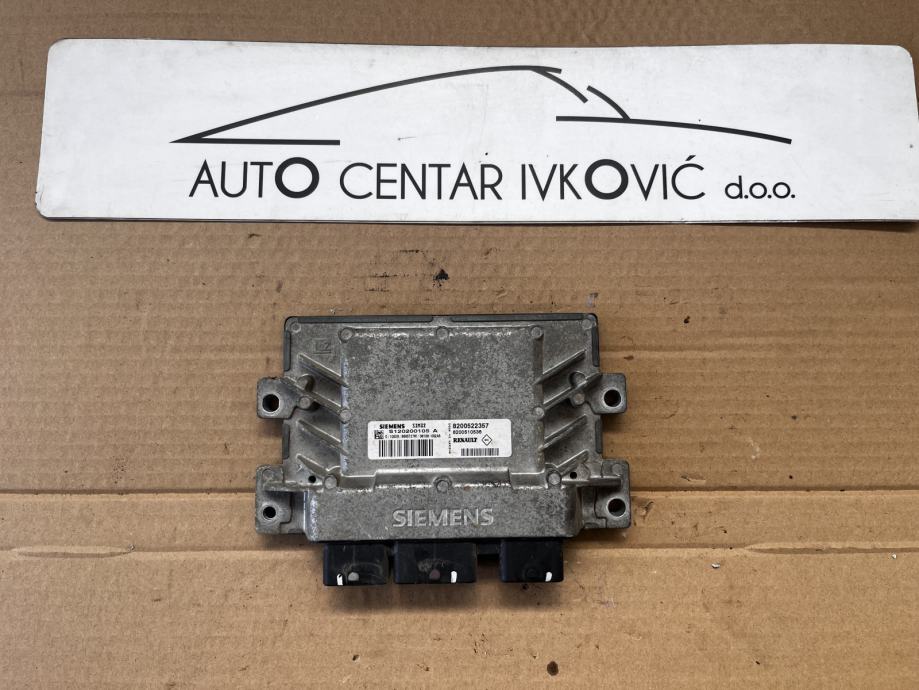 AUTO CENTAR IVKOVIĆ d.o.o.
SIEMENS
S120200105 A
8200522357
8200510536
RENAULT
SIEMENS